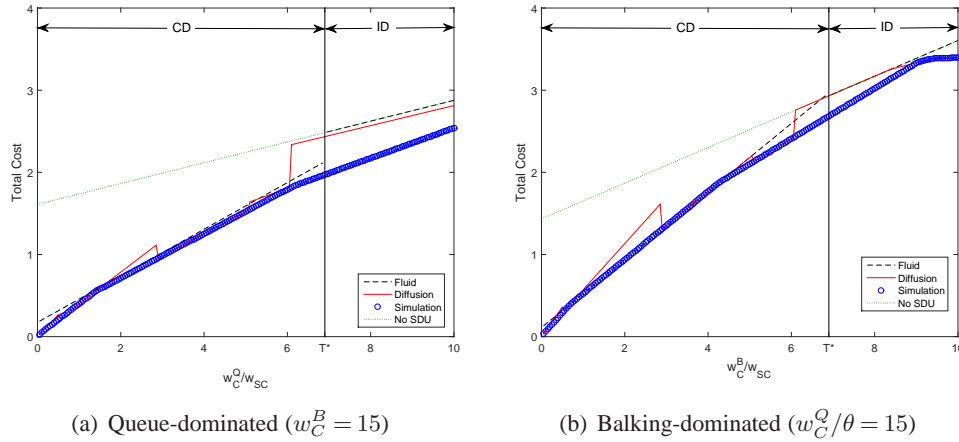 CD
ID
Total Cost
4
3
2
1
0
Fluid
Diffusion
Simulation
No SDU
0 2 4 6 T* 8 10
w_C^Q/w_SC
(a) Queue-dominated (w_C^B = 15)
CD
ID
Total Cost
4
3
2
1
0
Fluid
Diffusion
Simulation
No SDU
0 2 4 6 T* 8 10
w_C^B/w_SC
(b) Balking-dominated (w_C^Q/θ = 15)